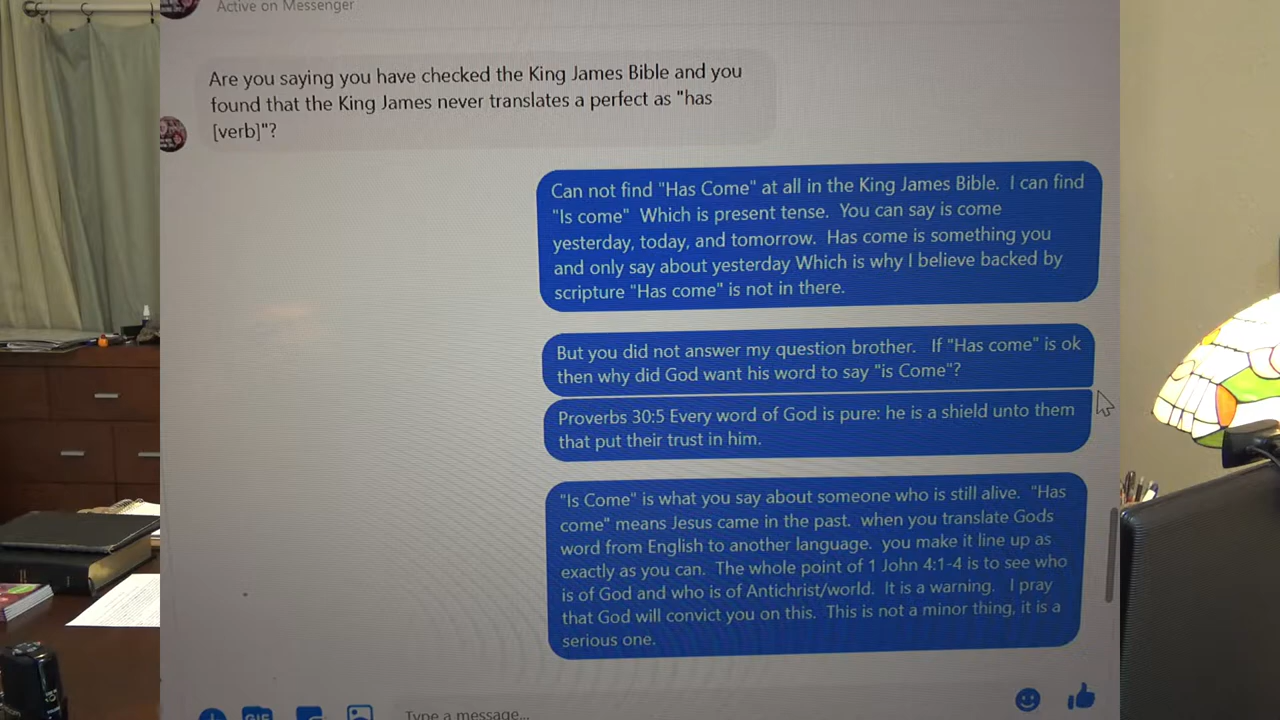 Active on Messenger
Are you saying you have checked the King James Bible and you
found that the King James never translates a perfect as "has
[verb]"?
Can not find "Has Come" at all in the King James Bible. I can find
"Is come" Which is present tense. You can say is come
yesterday, today, and tomorrow. Has come is something you
and only say about yesterday Which is why I believe backed by
scripture "Has come" is not in there.
But you did not answer my question brother. If "Has come" is ok
then why did God want his word to say "is Come"?
Proverbs 30:5 Every word of God is pure: he is a shield unto them
that put their trust in him.
"Is Come" is what you say about someone who is still alive. "Has
come" means Jesus came in the past. when you translate Gods
word from English to another language. you make it line up as
exactly as you can. The whole point of 1 John 4:1-4 is to see who
is of God and who is of Antichrist/world. It is a warning. I pray
that God will convict you on this. This is not a minor thing, it is a
serious one.
GIF
Type a message...